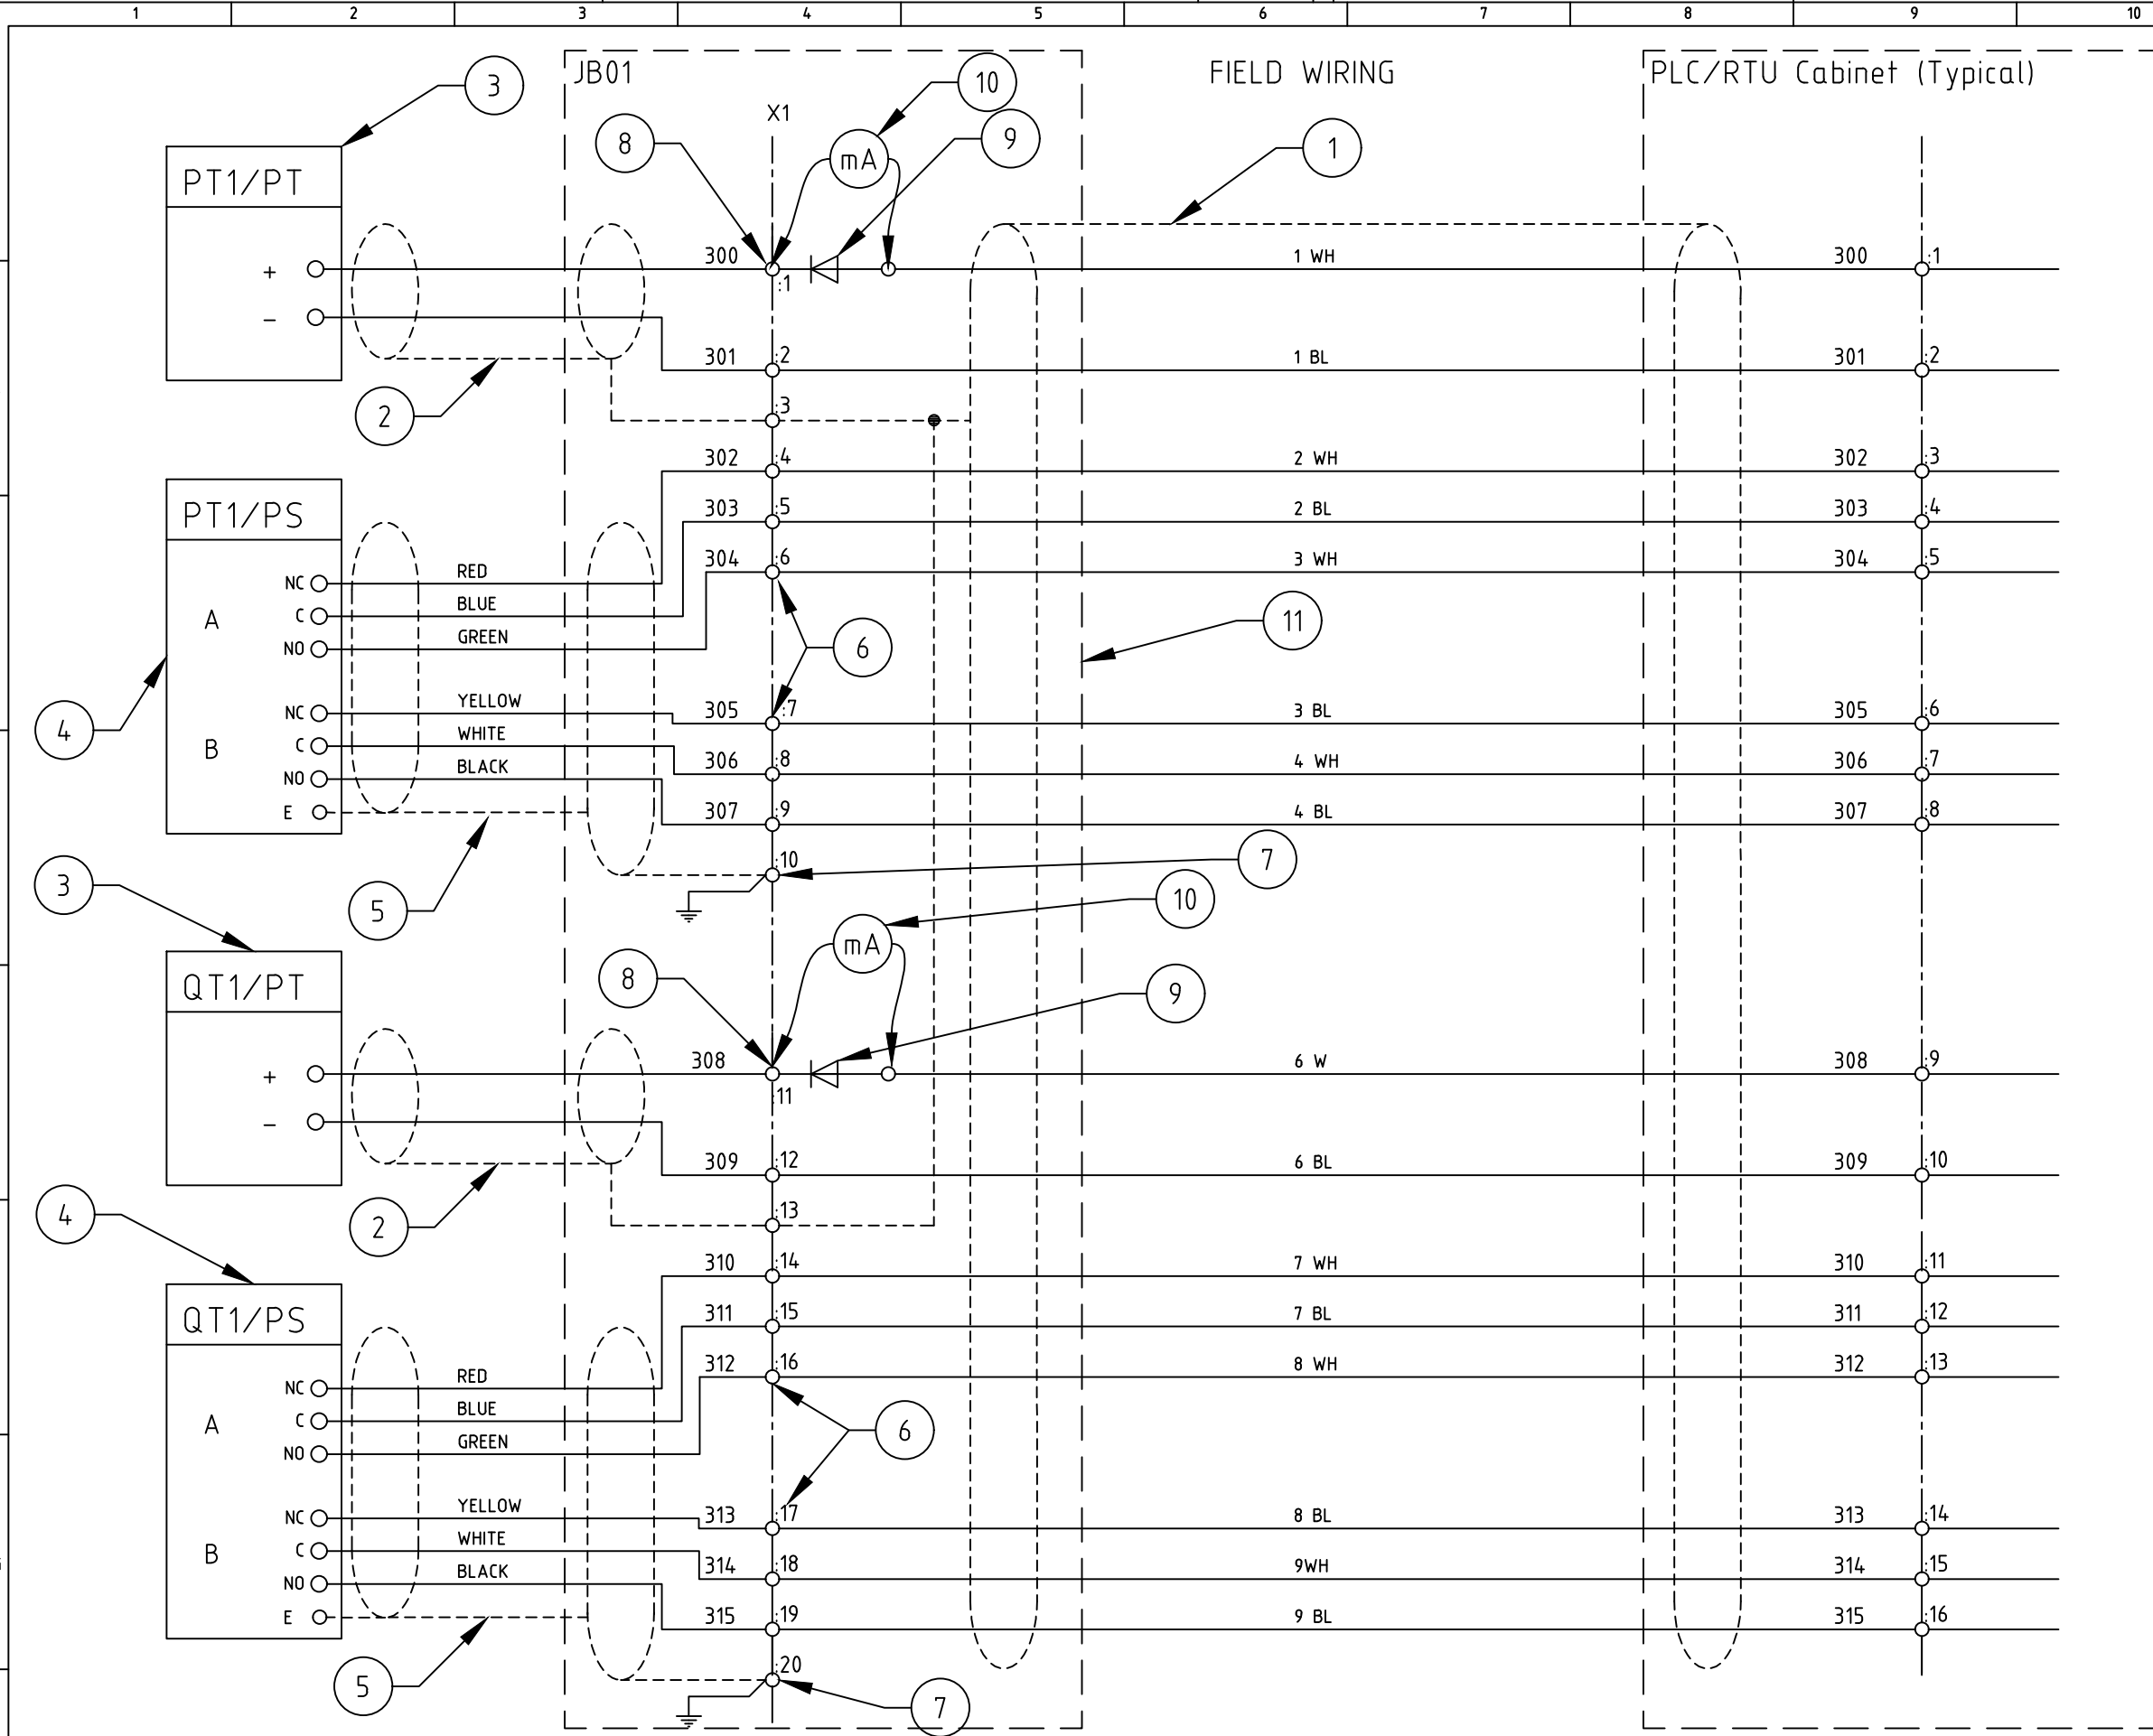 1 2 3 4 5 6 7 8 9 10
JB01
FIELD WIRING
PLC/RTU Cabinet (Typical)
X1
3
8
10
9
1
mA
PT1/PT
+
-
300
:1
1 WH
300
:1
301
:2
1 BL
301
:2
2
:3
302
:4
2 WH
302
:3
PT1/PS
303
:5
2 BL
303
:4
304
:6
3 WH
304
:5
NC
RED
A
C
BLUE
NO
GREEN
6
11
4
NC
YELLOW
305
:7
3 BL
305
:6
B
C
WHITE
306
:8
4 WH
306
:7
NO
BLACK
E
307
:9
4 BL
307
:8
:10
7
3
5
10
mA
QT1/PT
8
9
+
-
308
:11
6 W
308
:9
309
:12
6 BL
309
:10
4
2
:13
310
:14
7 WH
310
:11
QT1/PS
311
:15
7 BL
311
:12
312
:16
8 WH
312
:13
NC
RED
A
C
BLUE
NO
GREEN
6
NC
YELLOW
313
:17
8 BL
313
:14
B
C
WHITE
314
:18
9WH
314
:15
NO
BLACK
E
315
:19
9 BL
315
:16
:20
5
7